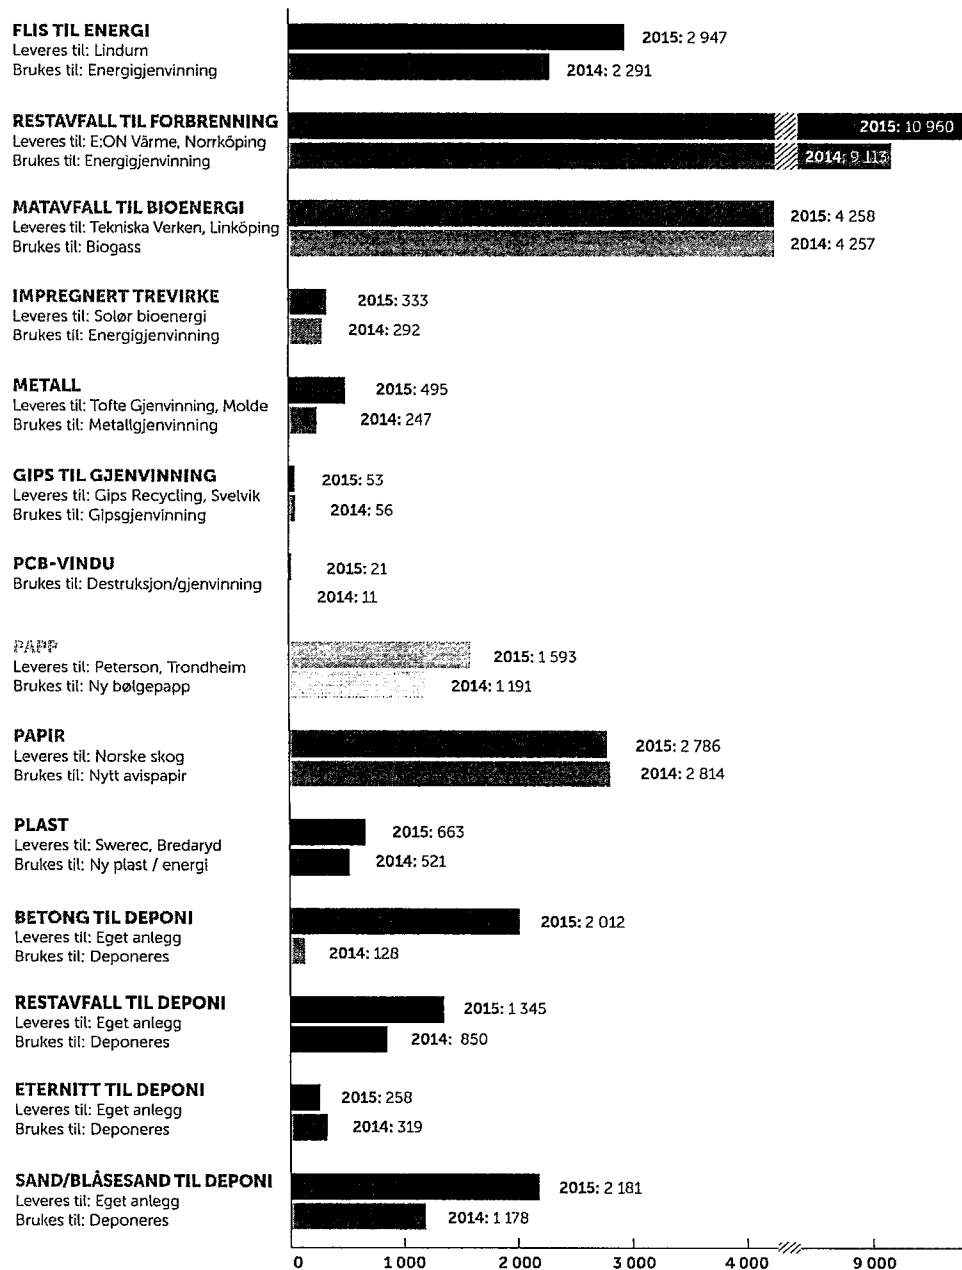 FLIS TIL ENERGI
Leveres til: Lindum
Brukes til: Energigjenvinning
2015: 2 947
2014: 2 291
RESTAVFALL TIL FORBRENNING
Leveres til: E:ON Värme, Norrköping
Brukes til: Energigjenvinning
2015: 10 960
2014: 9 113
MATAVFALL TIL BIOENERGI
Leveres til: Tekniska Verken, Linköping
Brukes til: Biogass
2015: 4 258
2014: 4 257
IMPREGNERT TREVIRKE
Leveres til: Solør bioenergi
Brukes til: Energigjenvinning
2015: 333
2014: 292
METALL
Leveres til: Tofte Gjenvinning, Molde
Brukes til: Metallgjenvinning
2015: 495
2014: 247
GIPS TIL GJENVINNING
Leveres til: Gips Recycling, Svelvik
Brukes til: Gipsgjenvinning
2015: 53
2014: 56
PCB-VINDU
Brukes til: Destruksjon/gjenvinning
2015: 21
2014: 11
PAPP
Leveres til: Peterson, Trondheim
Brukes til: Ny bølgepapp
2015: 1 593
2014: 1 191
PAPIR
Leveres til: Norske skog
Brukes til: Nytt avispapir
2015: 2 786
2014: 2 814
PLAST
Leveres til: Swerec, Bredaryd
Brukes til: Ny plast / energi
2015: 663
2014: 521
BETONG TIL DEPONI
Leveres til: Eget anlegg
Brukes til: Deponeres
2015: 2 012
2014: 128
RESTAVFALL TIL DEPONI
Leveres til: Eget anlegg
Brukes til: Deponeres
2015: 1 345
2014: 850
ETERNITT TIL DEPONI
Leveres til: Eget anlegg
Brukes til: Deponeres
2015: 258
2014: 319
SAND/BLÅSESAND TIL DEPONI
Leveres til: Eget anlegg
Brukes til: Deponeres
2015: 2 181
2014: 1 178
0 1 000 2 000 3 000 4 000 9 000